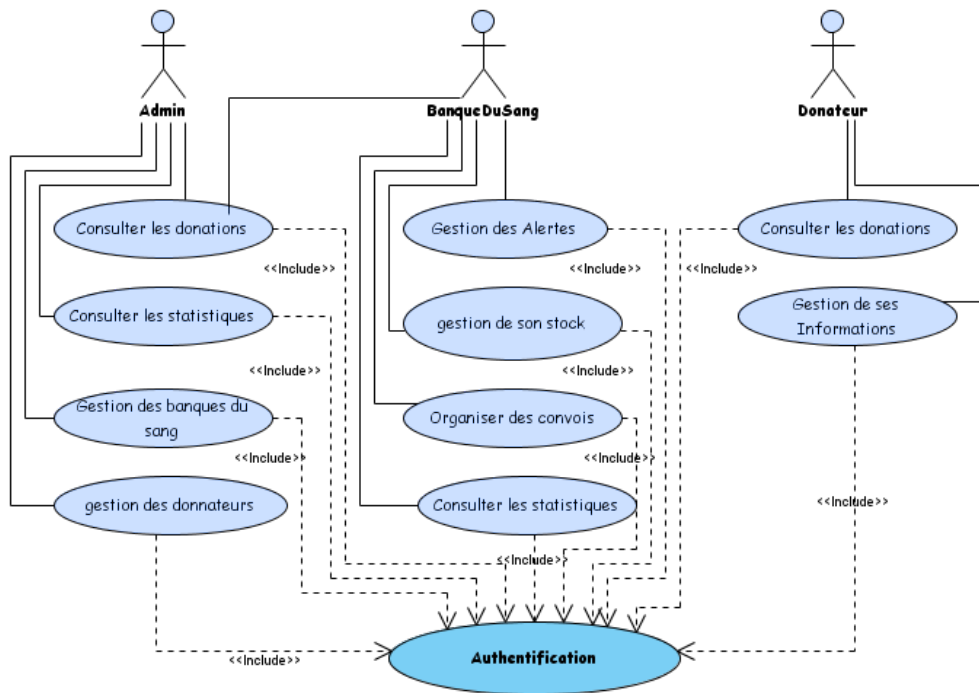 Admin
BanqueDuSang
Donateur
Consulter les donations
Gestion des Alertes
Consulter les donations
<<Include>>
<<Include>>
<<Include>>
Consulter les statistiques
gestion de son stock
Gestion de ses
Informations
<<Include>>
<<Include>>
Gestion des banques du
sang
Organiser des convois
<<Include>>
<<Include>>
gestion des donnateurs
Consulter les statistiques
<<Include>>
<<Include>>
Authentification
<<Include>>